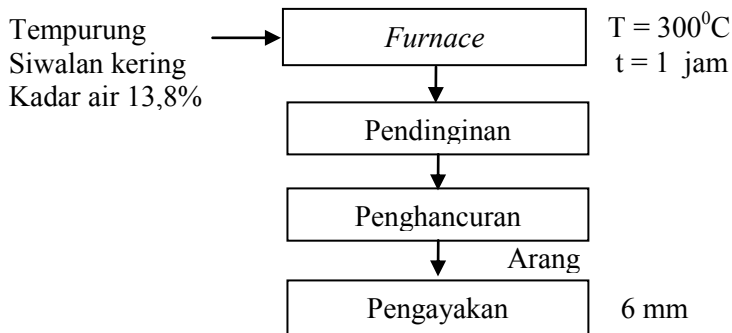 Tempurung
Siwalan kering
Kadar air 13,8%
Furnace
T = 300⁰C
t = 1 jam
Pendinginan
Penghancuran
Arang
Pengayakan
6 mm